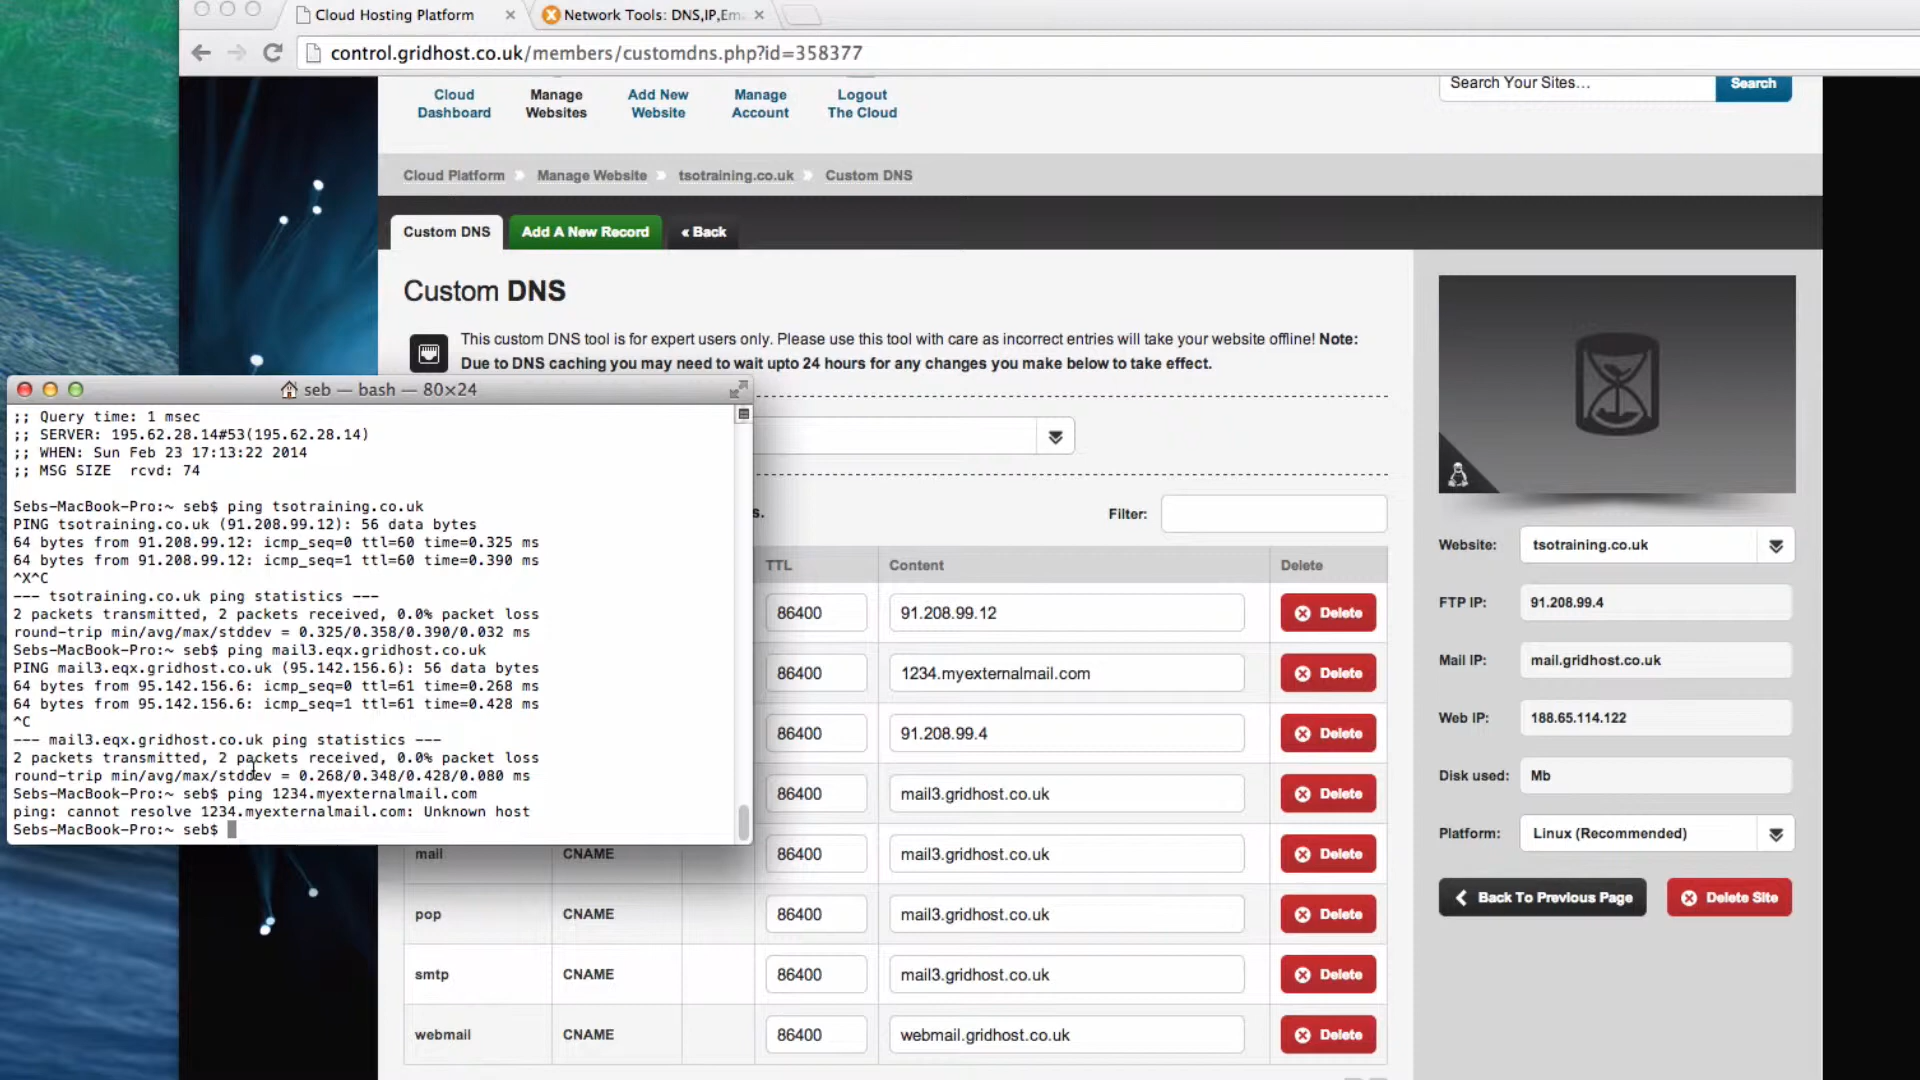 Cloud Hosting Platform
Network Tools: DNS,IP,Em
control.gridhost.co.uk/members/customdns.php?id=358377
Cloud Dashboard
Manage Websites
Add New Website
Manage Account
Logout The Cloud
Search Your Sites...
Search
Cloud Platform
Manage Website
tsotraining.co.uk
Custom DNS
Custom DNS
Add A New Record
« Back
Custom DNS
This custom DNS tool is for expert users only. Please use this tool with care as incorrect entries will take your website offline! Note:
Due to DNS caching you may need to wait upto 24 hours for any changes you make below to take effect.
seb — bash — 80×24
;; Query time: 1 msec
;; SERVER: 195.62.28.14#53(195.62.28.14)
;; WHEN: Sun Feb 23 17:13:22 2014
;; MSG SIZE  rcvd: 74
Sebs-MacBook-Pro:~ seb$ ping tsotraining.co.uk
PING tsotraining.co.uk (91.208.99.12): 56 data bytes
64 bytes from 91.208.99.12: icmp_seq=0 ttl=60 time=0.325 ms
64 bytes from 91.208.99.12: icmp_seq=1 ttl=60 time=0.390 ms
^X^C
--- tsotraining.co.uk ping statistics ---
2 packets transmitted, 2 packets received, 0.0% packet loss
round-trip min/avg/max/stddev = 0.325/0.358/0.390/0.032 ms
Sebs-MacBook-Pro:~ seb$ ping mail3.eqx.gridhost.co.uk
PING mail3.eqx.gridhost.co.uk (95.142.156.6): 56 data bytes
64 bytes from 95.142.156.6: icmp_seq=0 ttl=61 time=0.268 ms
64 bytes from 95.142.156.6: icmp_seq=1 ttl=61 time=0.428 ms
^C
--- mail3.eqx.gridhost.co.uk ping statistics ---
2 packets transmitted, 2 packets received, 0.0% packet loss
round-trip min/avg/max/stddev = 0.268/0.348/0.428/0.080 ms
Sebs-MacBook-Pro:~ seb$ ping 1234.myexternalmail.com
ping: cannot resolve 1234.myexternalmail.com: Unknown host
Sebs-MacBook-Pro:~ seb$
s.
Filter:
TTL Content Delete
86400 91.208.99.12 Delete
86400 1234.myexternalmail.com Delete
86400 91.208.99.4 Delete
86400 mail3.gridhost.co.uk Delete
mail CNAME 86400 mail3.gridhost.co.uk Delete
pop CNAME 86400 mail3.gridhost.co.uk Delete
smtp CNAME 86400 mail3.gridhost.co.uk Delete
webmail CNAME 86400 webmail.gridhost.co.uk Delete
Website: tsotraining.co.uk
FTP IP: 91.208.99.4
Mail IP: mail.gridhost.co.uk
Web IP: 188.65.114.122
Disk used: Mb
Platform: Linux (Recommended)
Back To Previous Page
Delete Site